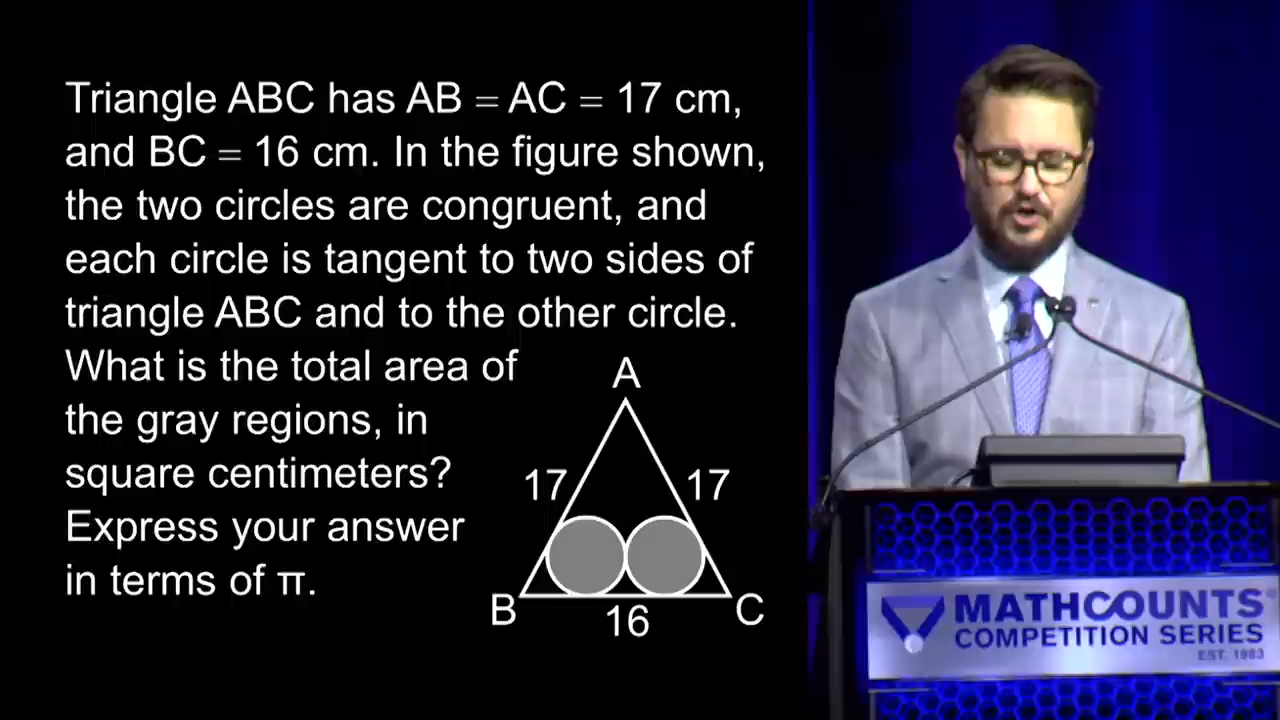 Triangle ABC has AB = AC = 17 cm,
and BC = 16 cm. In the figure shown,
the two circles are congruent, and
each circle is tangent to two sides of
triangle ABC and to the other circle.
What is the total area of
the gray regions, in
square centimeters?
Express your answer
in terms of π.
A
17
17
B
16
C
MATHCOUNTS
COMPETITION SERIES
EST. 1983